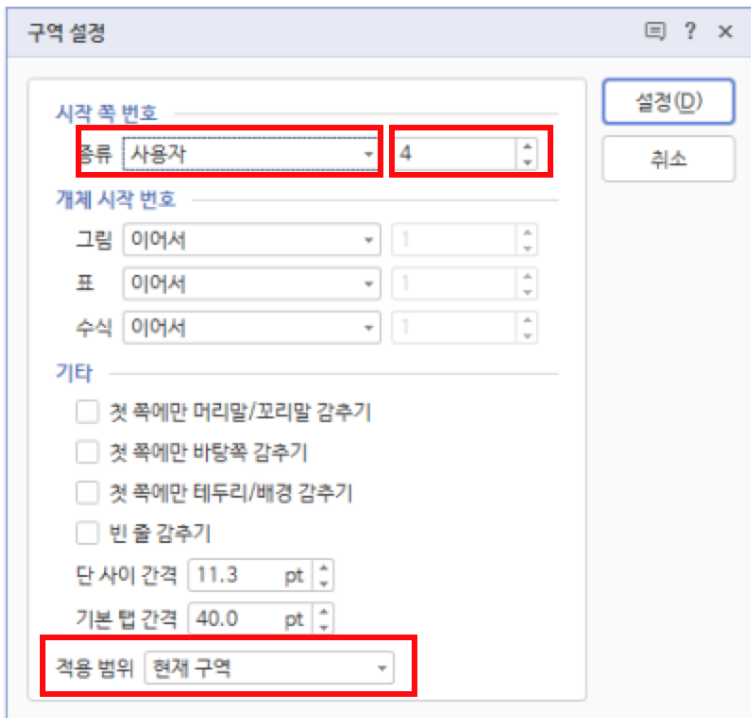 구역 설정 ?
설정(D)
취소
시작 쪽 번호
종류 사용자 4
개체 시작 번호
그림 이어서 1
표 이어서 1
수식 이어서 1
기타
첫 쪽에만 머리말/꼬리말 감추기
첫 쪽에만 바탕쪽 감추기
첫 쪽에만 테두리/배경 감추기
빈 줄 감추기
단 사이 간격 11.3 pt
기본 탭 간격 40.0 pt
적용 범위 현재 구역